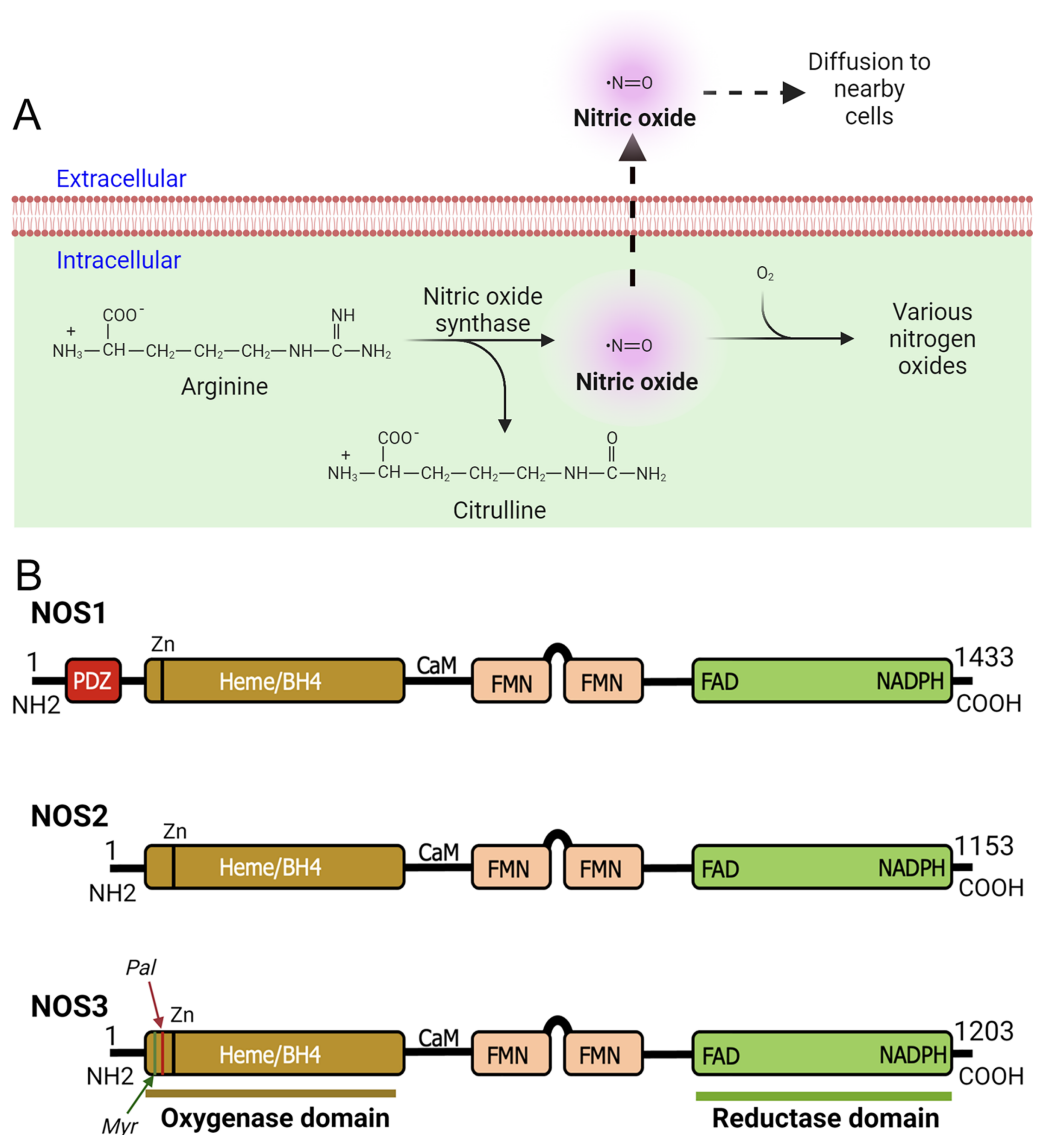 A
•N=O
Nitric oxide
Diffusion to
nearby
cells
Extracellular
Intracellular
COO⁻
+
NH₃—CH—CH₂—CH₂—CH₂—NH—C—NH₂
NH
Arginine
Nitric oxide
synthase
•N=O
Nitric oxide
O₂
Various
nitrogen
oxides
COO⁻
O
+
NH₃—CH—CH₂—CH₂—CH₂—NH—C—NH₂
Citrulline
B
NOS1
1
NH2
PDZ
Zn
Heme/BH4
CaM
FMN
FMN
FAD
NADPH
1433
COOH
NOS2
1
NH2
Zn
Heme/BH4
CaM
FMN
FMN
FAD
NADPH
1153
COOH
NOS3
1
NH2
Pal
Myr
Zn
Heme/BH4
CaM
FMN
FMN
FAD
NADPH
1203
COOH
Oxygenase domain
Reductase domain